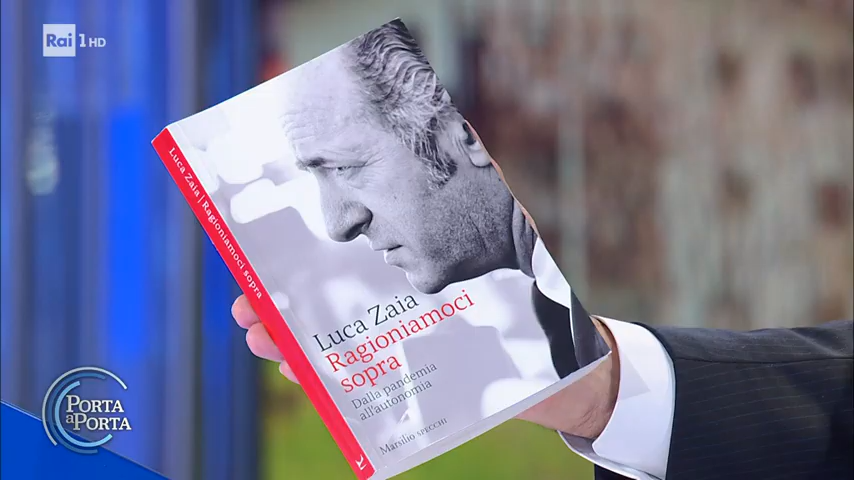 Rai 1 HD
Luca Zaia | Ragioniamoci sopra
Luca Zaia
Ragioniamoci
sopra
Dalla pandemia
all'autonomia
Marsilio SPECCHI
PORTA
a PORTA